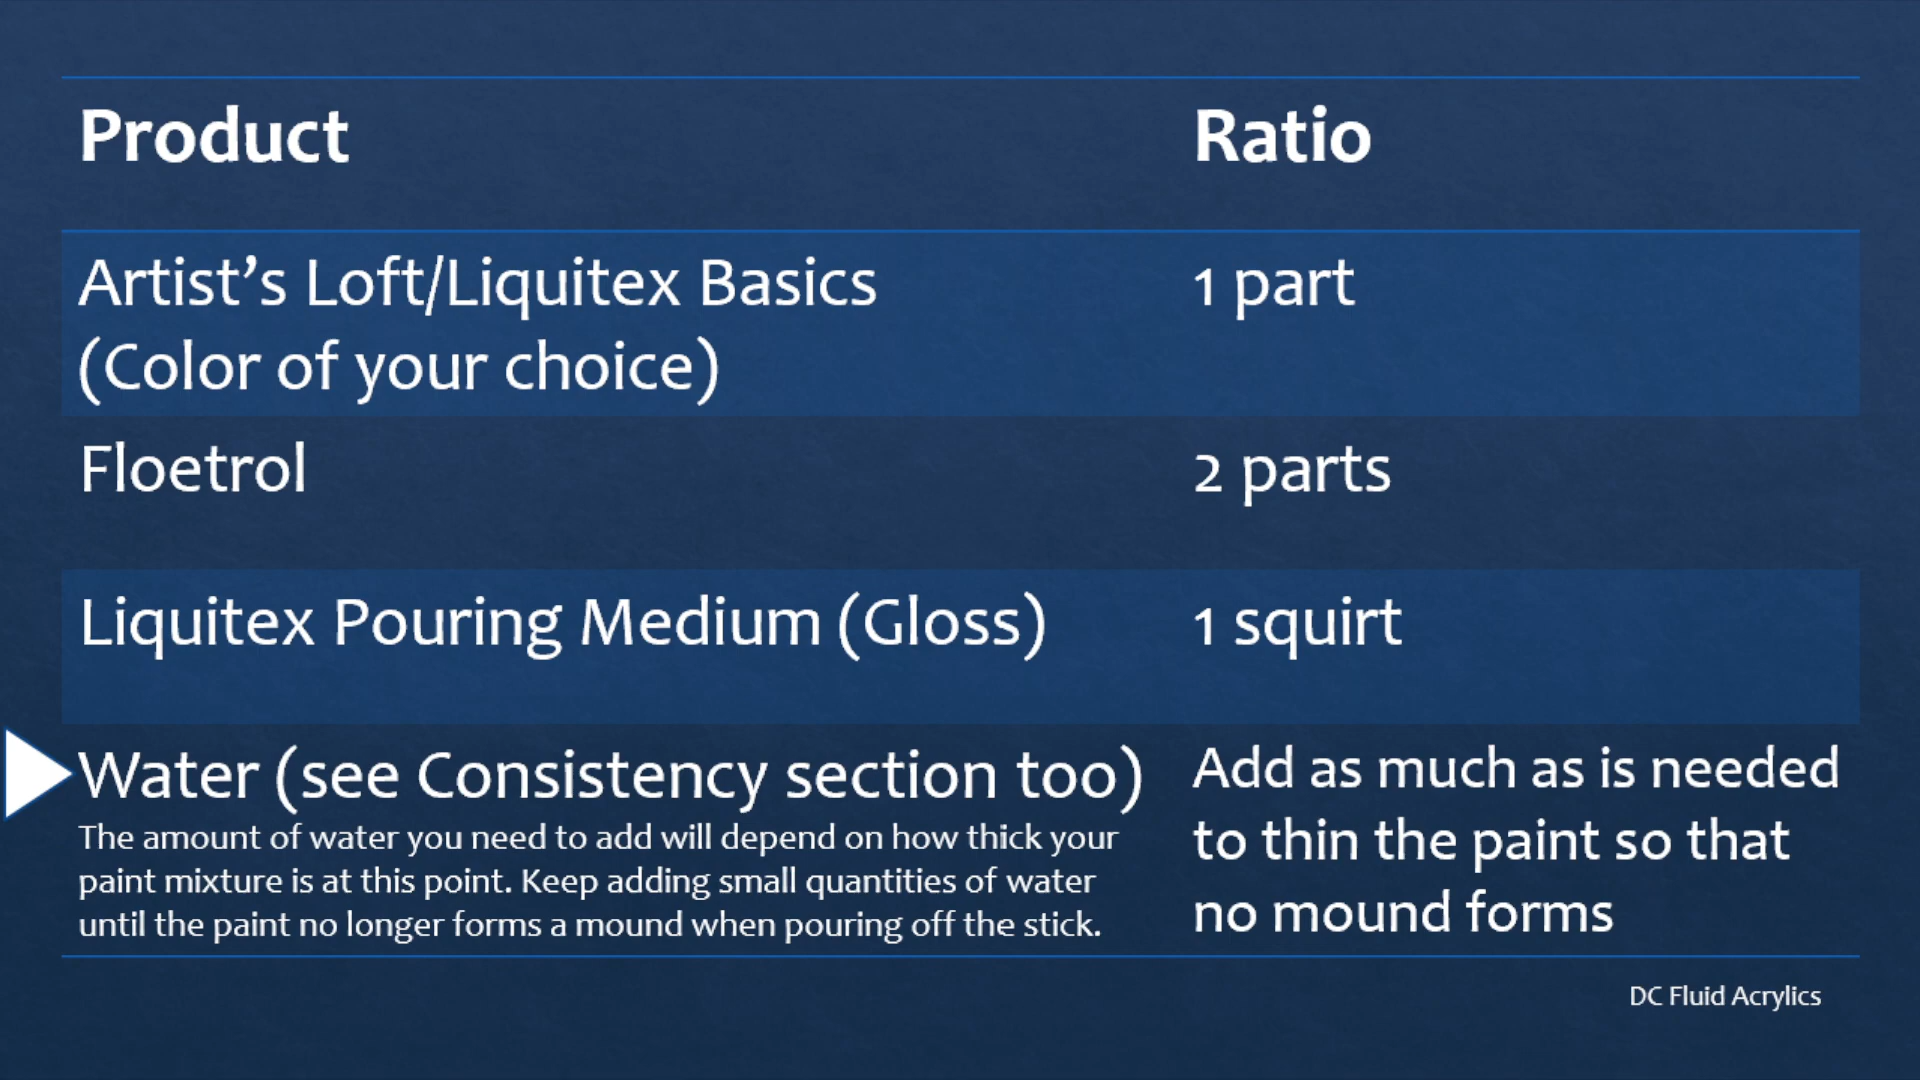 Product Ratio
Artist's Loft/Liquitex Basics 1 part
(Color of your choice)
Floetrol 2 parts
Liquitex Pouring Medium (Gloss) 1 squirt
Water (see Consistency section too)
The amount of water you need to add will depend on how thick your
paint mixture is at this point. Keep adding small quantities of water
until the paint no longer forms a mound when pouring off the stick.
Add as much as is needed
to thin the paint so that
no mound forms
DC Fluid Acrylics